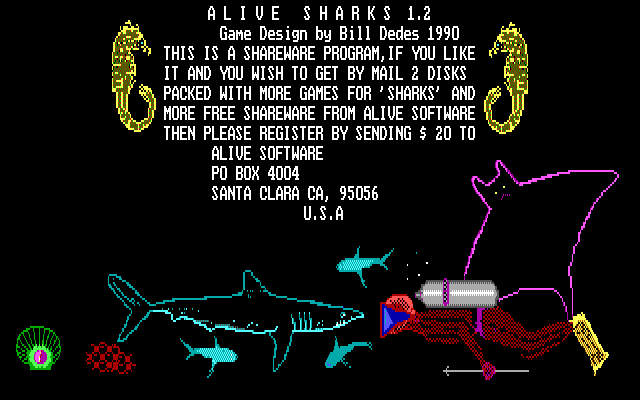 ALIVE SHARKS 1.2
Game Design by Bill Dedes 1990
THIS IS A SHAREWARE PROGRAM,IF YOU LIKE
IT AND YOU WISH TO GET BY MAIL 2 DISKS
PACKED WITH MORE GAMES FOR 'SHARKS' AND
MORE FREE SHAREWARE FROM ALIVE SOFTWARE
THEN PLEASE REGISTER BY SENDING $ 20 TO
ALIVE SOFTWARE
PO BOX 4004
SANTA CLARA CA, 95056
U.S.A